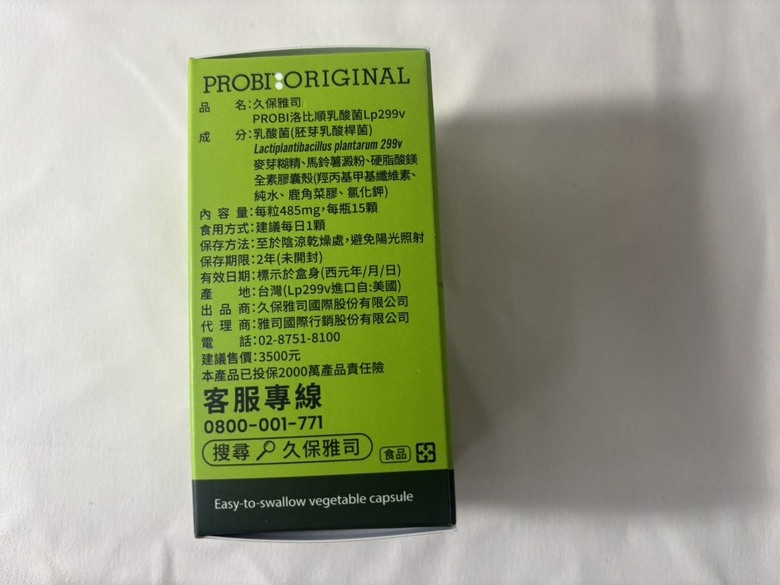 PROBI ORIGINAL
品名:久保雅司
PROBI洛比順乳酸菌Lp299v
成分:乳酸菌(胚芽乳酸桿菌)
Lactiplantibacillus plantarum 299v
麥芽糊精、馬鈴薯澱粉、硬脂酸鎂
全素膠囊殼(羥丙基甲基纖維素、
純水、鹿角菜膠、氯化鉀)
內容量:每粒485mg,每瓶15顆
食用方式:建議每日1顆
保存方法:至於陰涼乾燥處,避免陽光照射
保存期限:2年(未開封)
有效日期:標示於盒身(西元年/月/日)
產地:台灣(Lp299v進口自:美國)
出品商:久保雅司國際股份有限公司
代理商:雅司國際行銷股份有限公司
電話:02-8751-8100
建議售價:3500元
本產品已投保2000萬產品責任險
客服專線
0800-001-771
搜尋 久保雅司
食品
Easy-to-swallow vegetable capsule